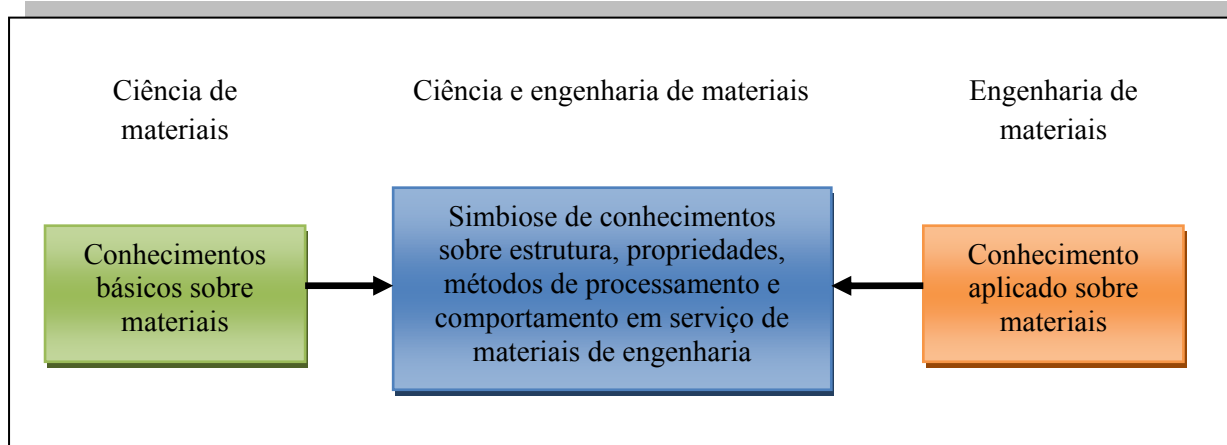 Ciência de
materiais
Ciência e engenharia de materiais
Engenharia de
materiais
Conhecimentos
básicos sobre
materiais
Simbiose de conhecimentos
sobre estrutura, propriedades,
métodos de processamento e
comportamento em serviço de
materiais de engenharia
Conhecimento
aplicado sobre
materiais